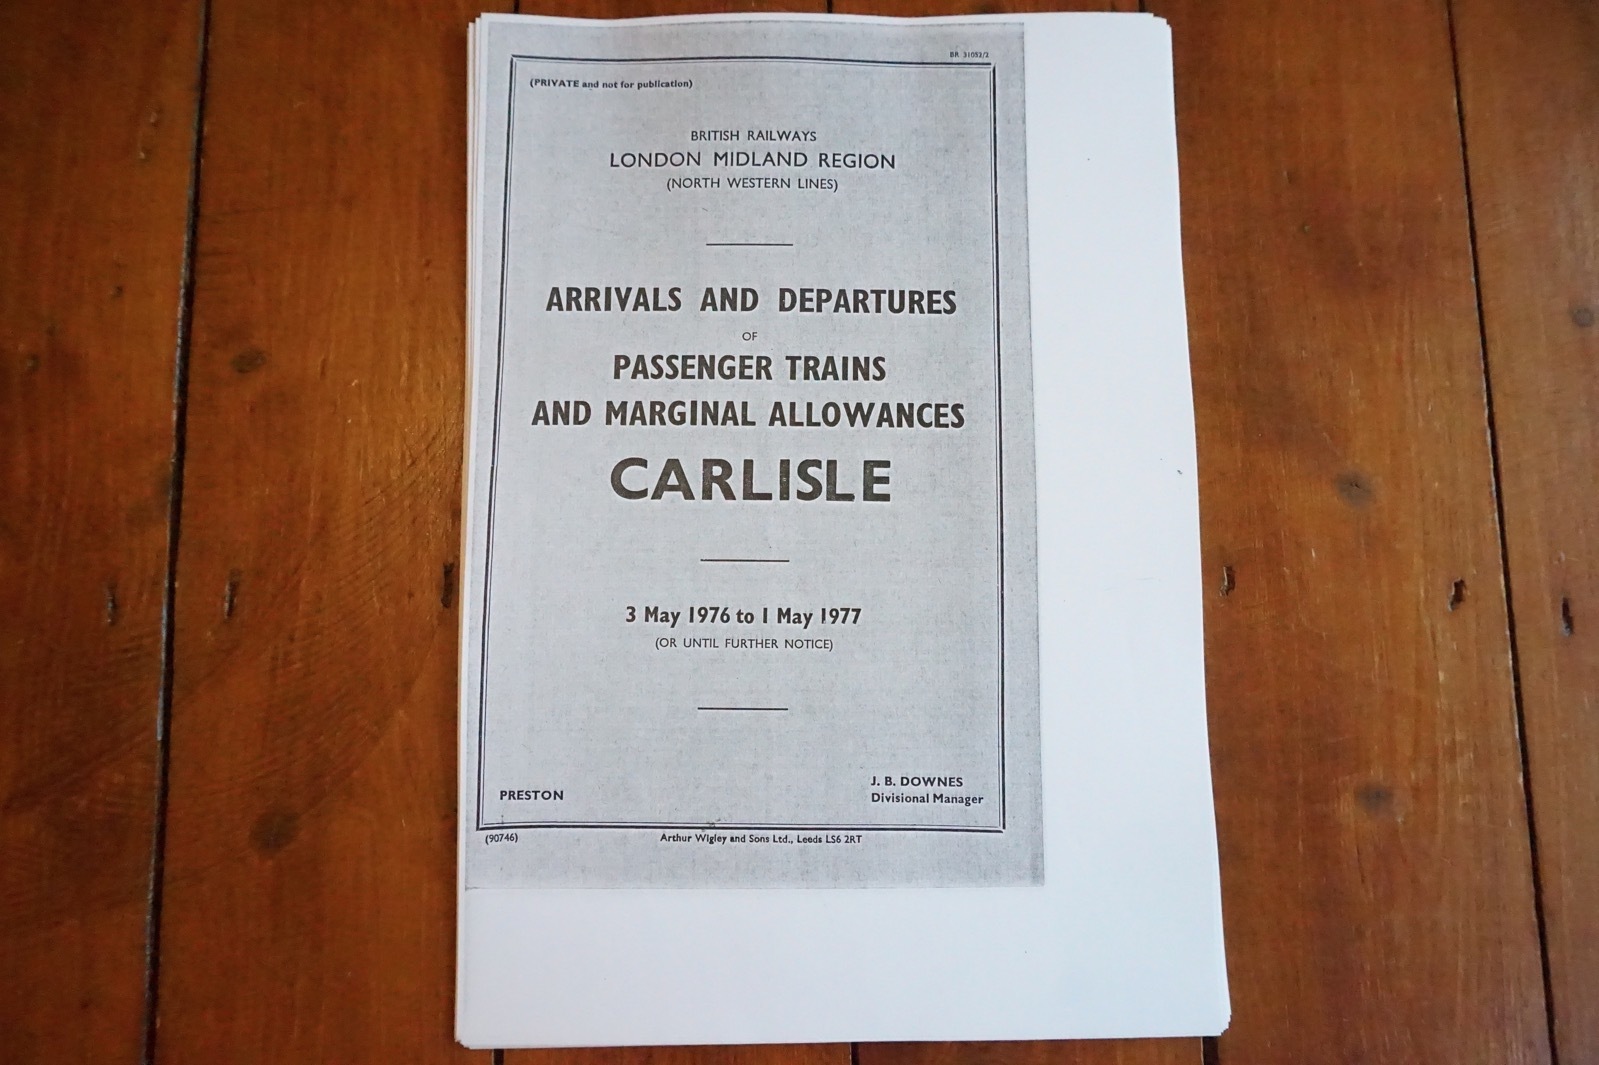 BR 31052/2
(PRIVATE and not for publication)
BRITISH RAILWAYS
LONDON MIDLAND REGION
(NORTH WESTERN LINES)
ARRIVALS AND DEPARTURES
OF
PASSENGER TRAINS
AND MARGINAL ALLOWANCES
CARLISLE
3 May 1976 to 1 May 1977
(OR UNTIL FURTHER NOTICE)
J. B. DOWNES
PRESTON
Divisional Manager
(90746)
Arthur Wigley and Sons Ltd., Leeds LS6 2RT